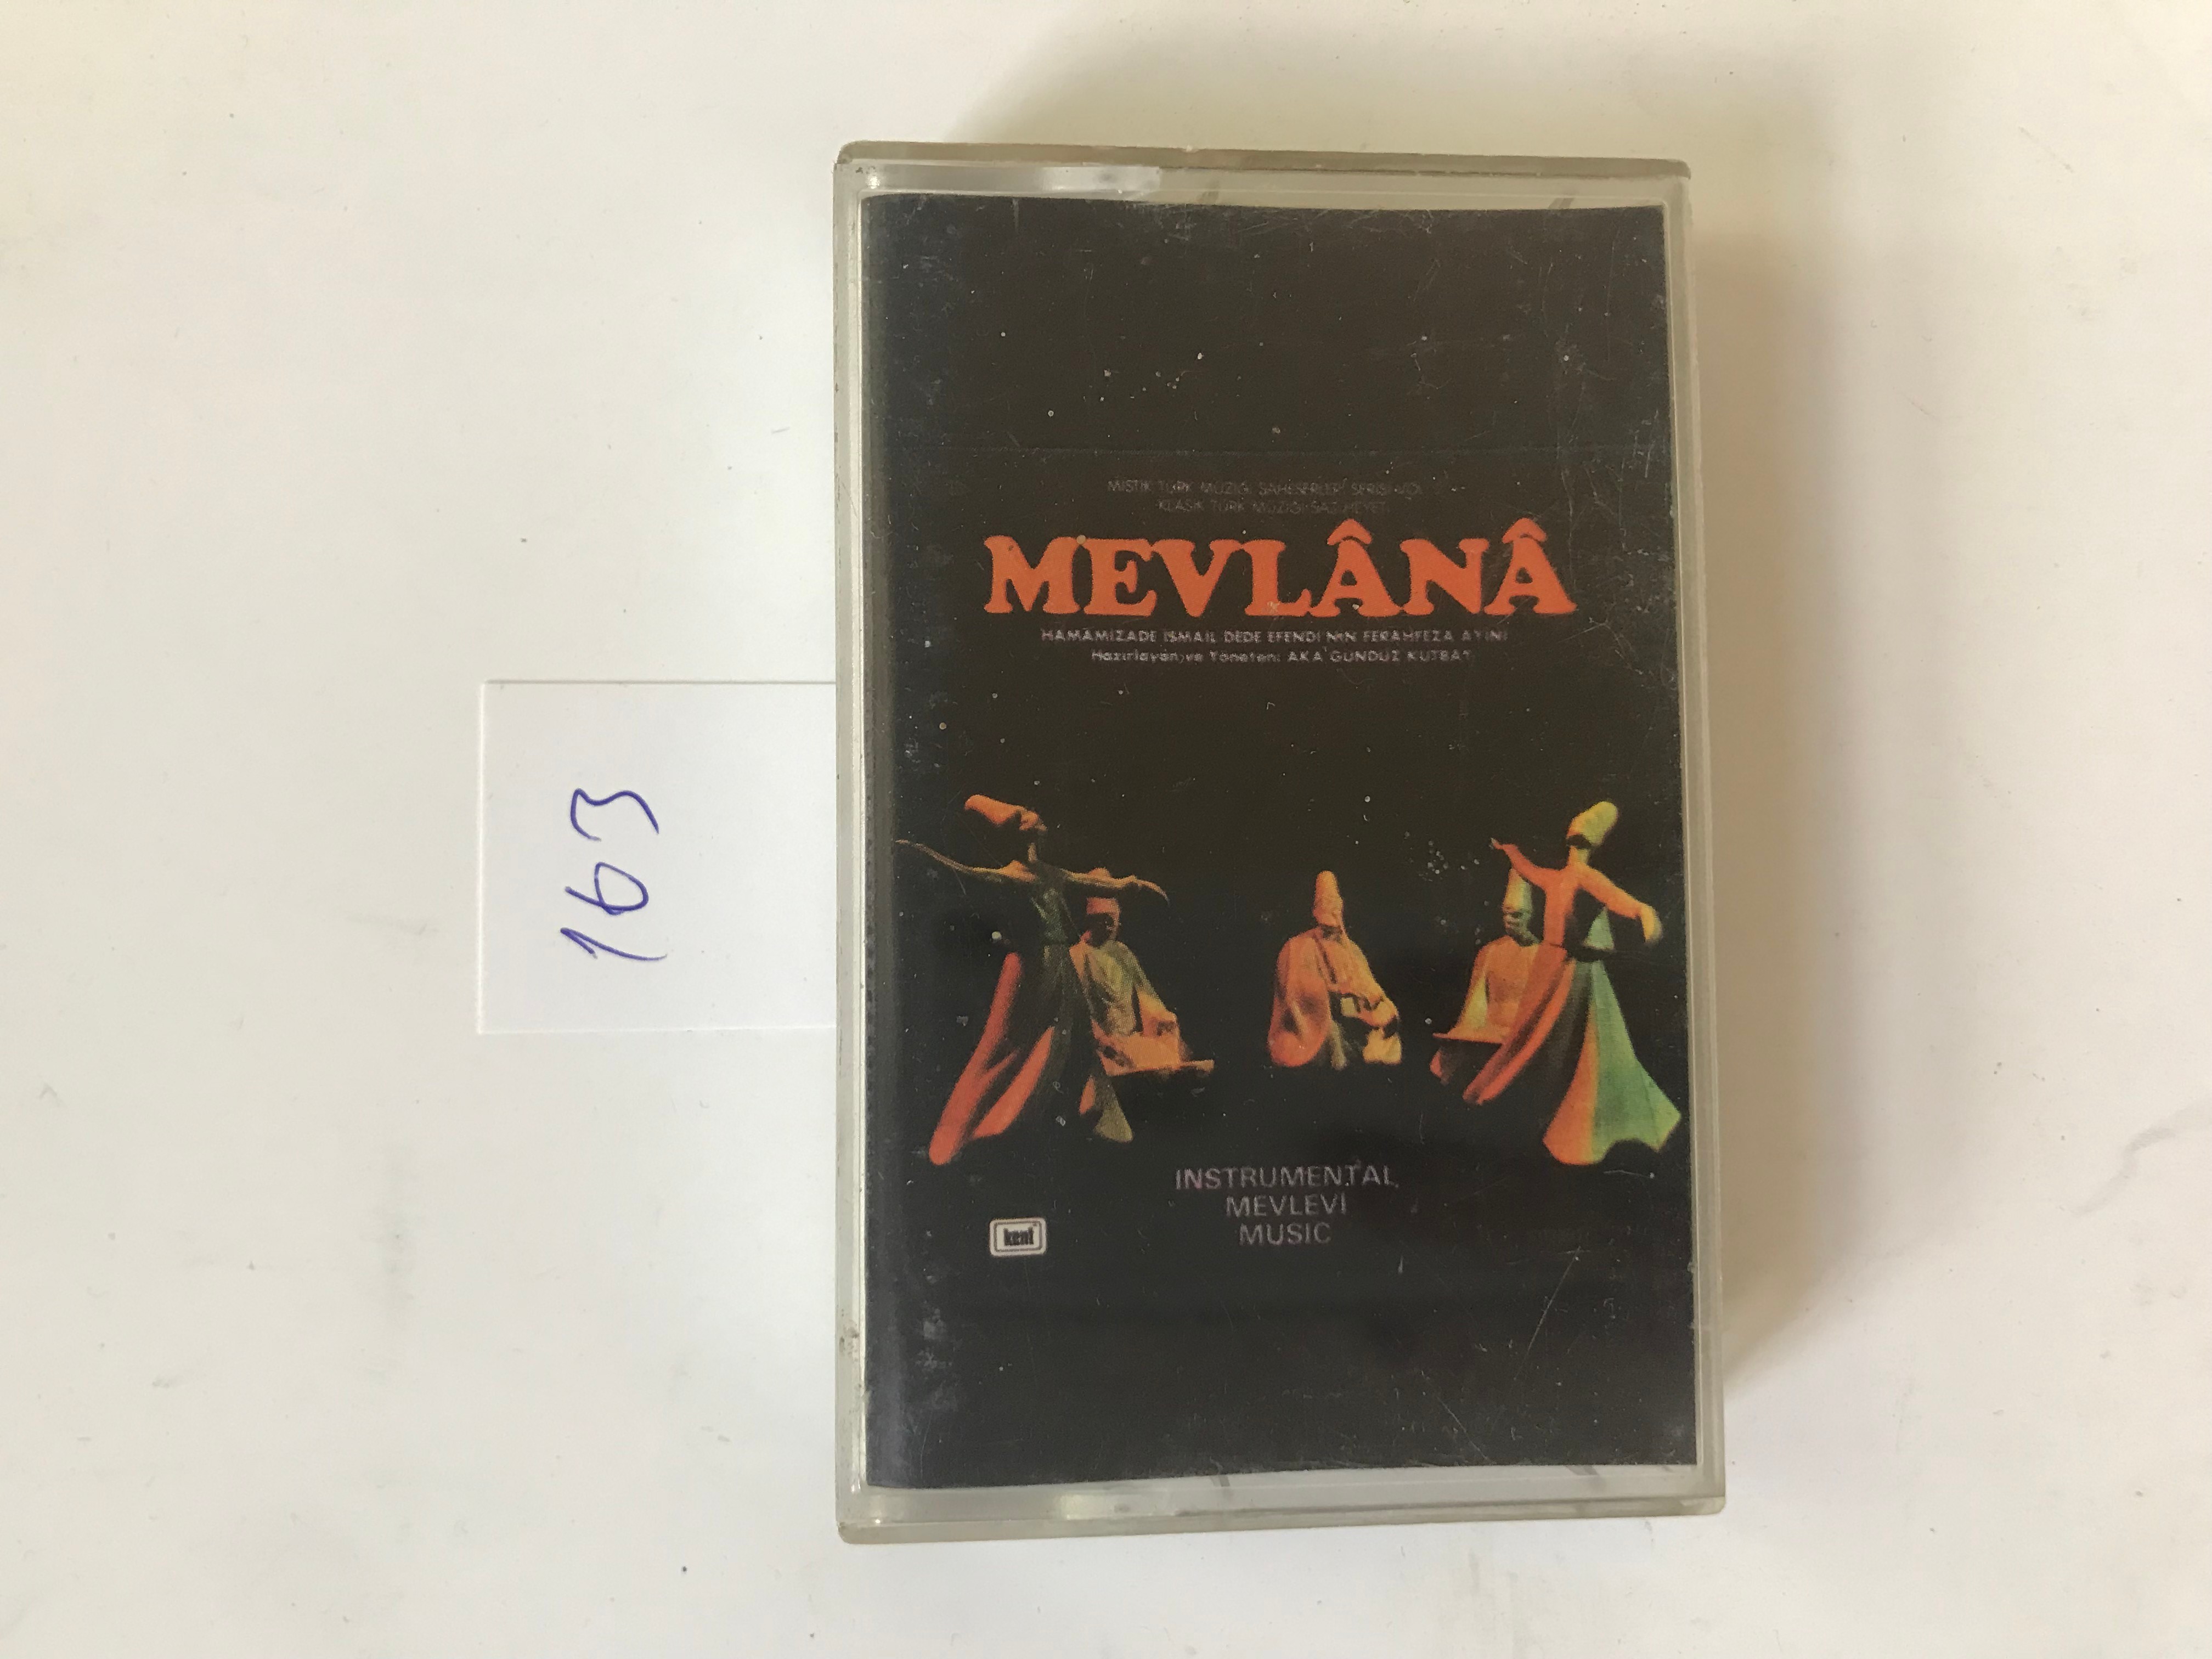 MİSTİK TÜRK MÜZİĞİ ŞAHESERLERİ SERİSİ
KLASİK TÜRK MÜZİĞİ SAZ HEYETİ
MEVLÂNÂ
HAMÂMİZADE İSMAİL DEDE EFENDİ'NİN FERAHFEZA AYİNİ
Hazırlayan ve Yöneten: AKA GÜNDÜZ KUTBAY
INSTRUMENTAL
MEVLEVI
MUSIC
kent
163